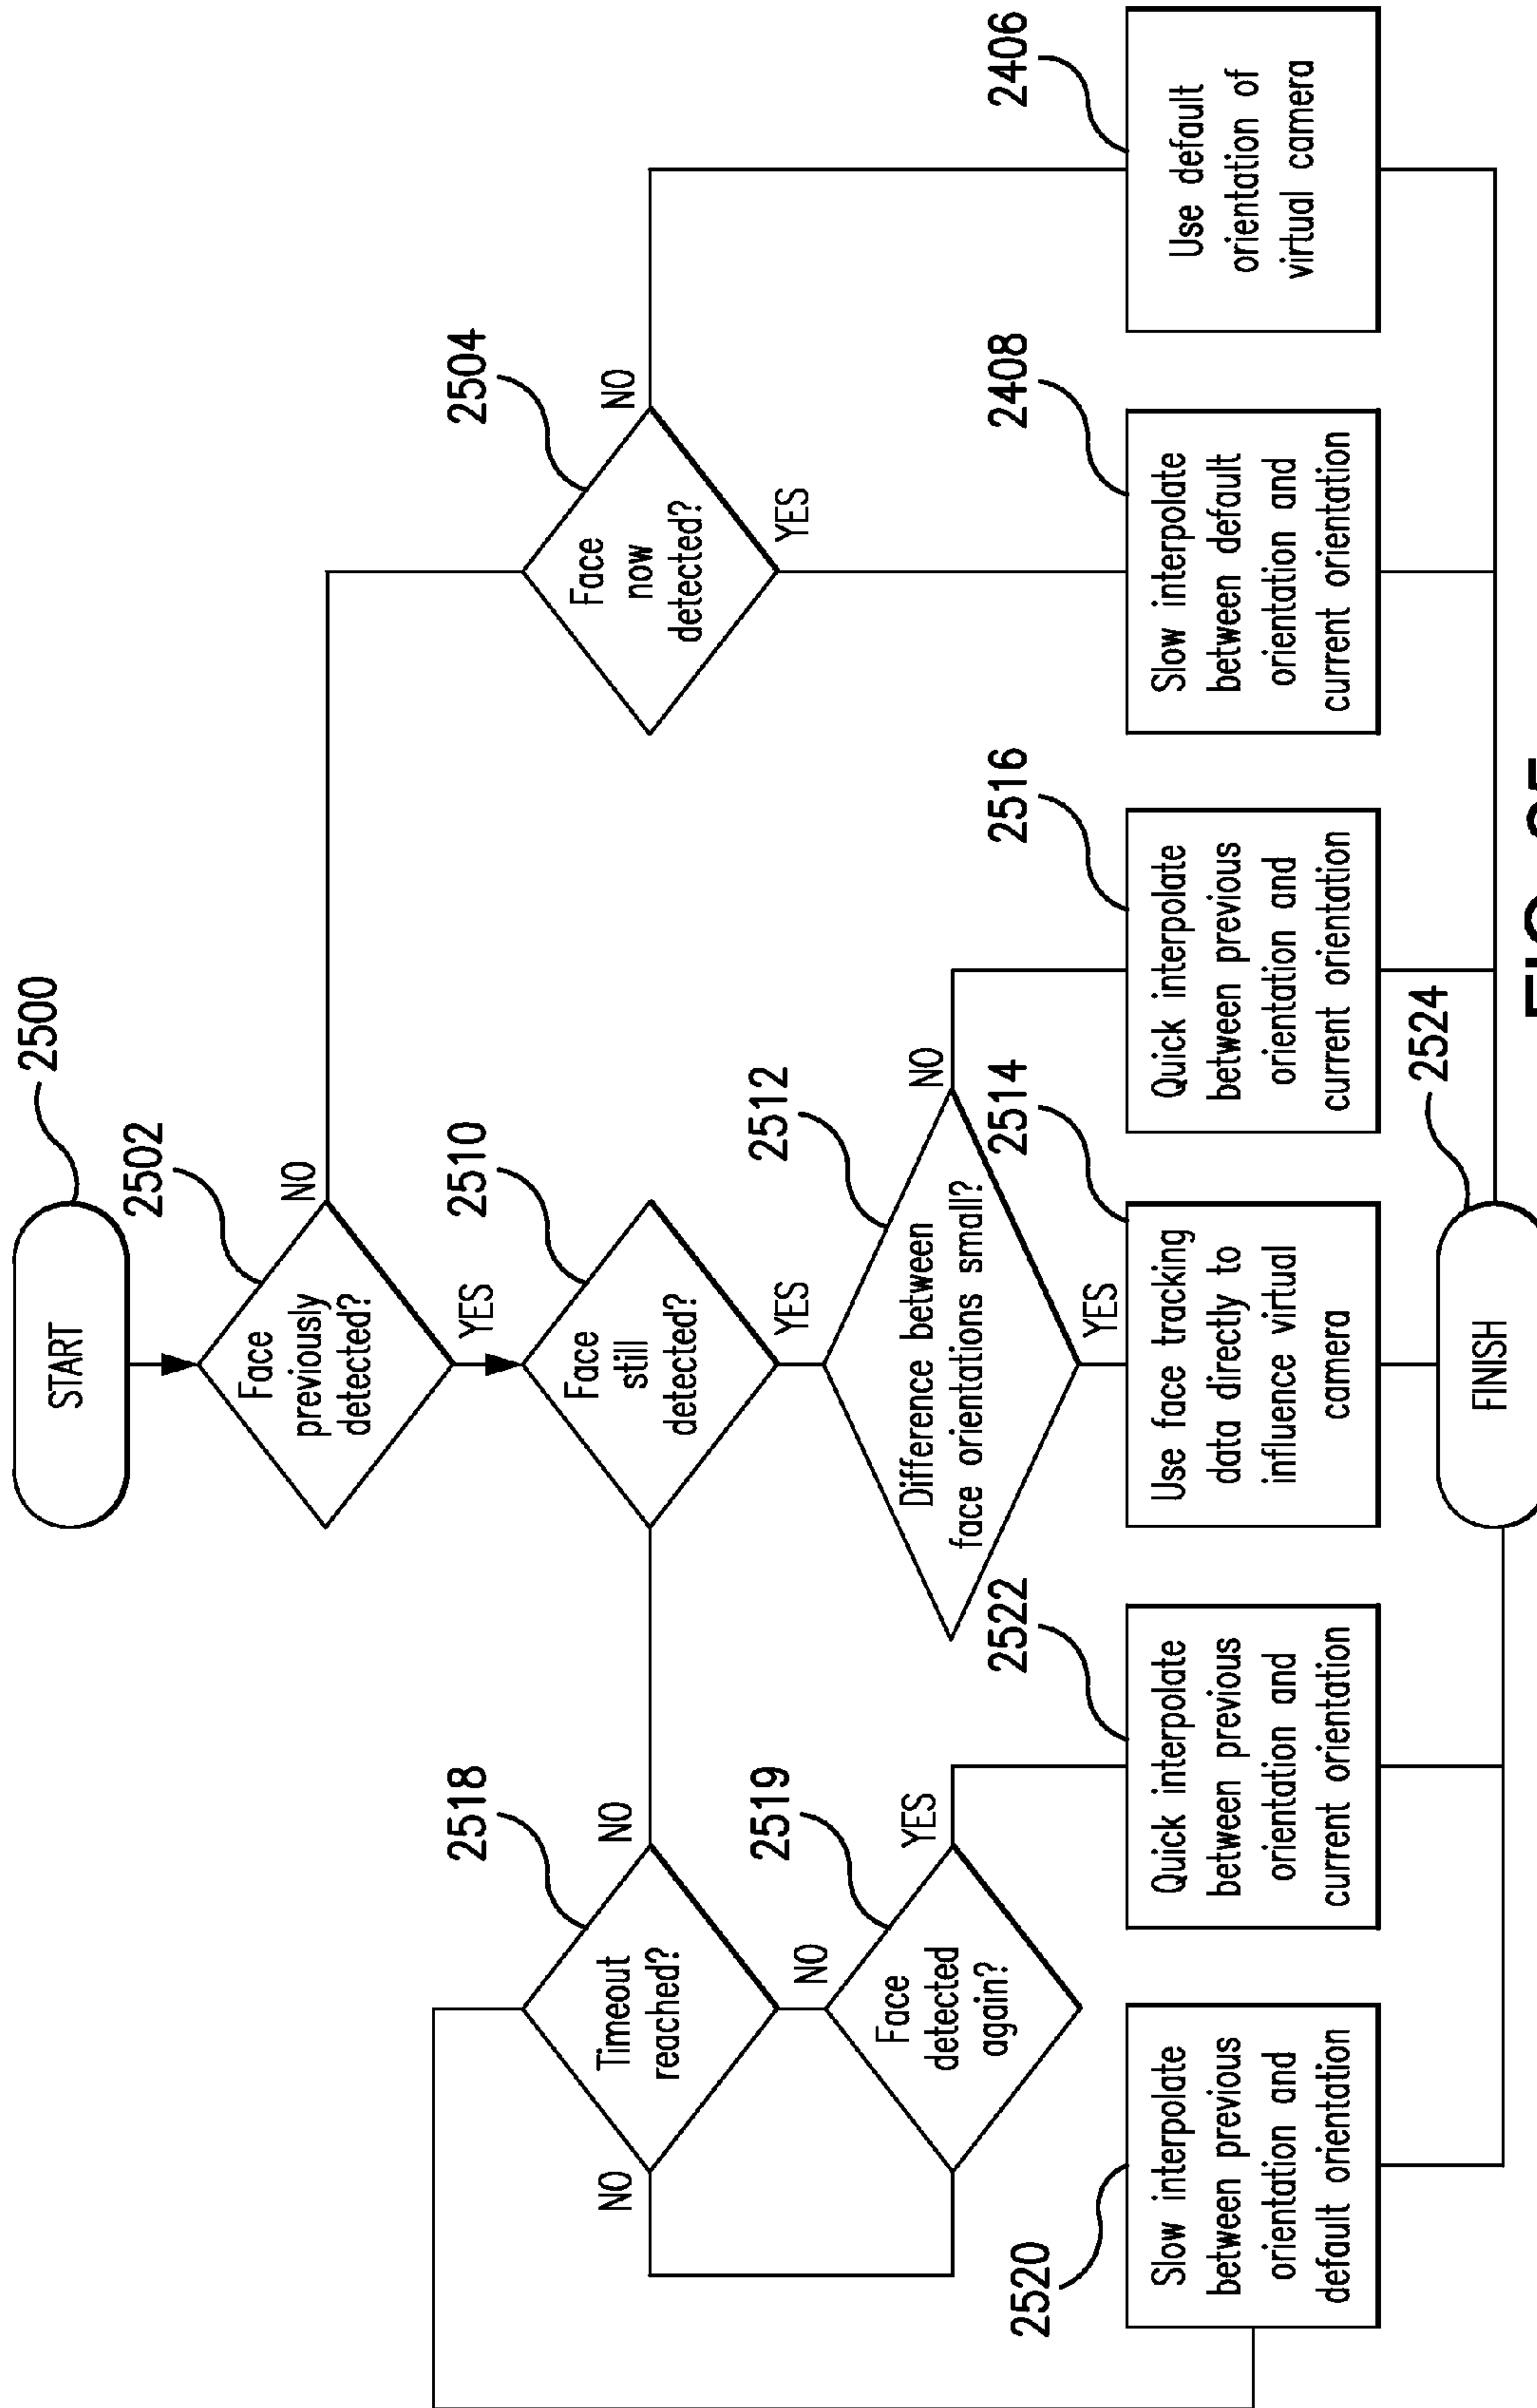 START
2500
2502
Face
previously
detected?
NO
YES
2510
Face
still
detected?
YES
2518
Timeout
reached?
NO
NO
NO
2504
Face
now
detected?
NO
YES
2519
Face
detected
again?
YES
2512
Difference between
face orientations small?
NO
YES
2520
Slow interpolate
between previous
orientation and
default orientation
2522
Quick interpolate
between previous
orientation and
current orientation
2514
Use face tracking
data directly to
influence virtual
camera
2516
Quick interpolate
between previous
orientation and
current orientation
2408
Slow interpolate
between default
orientation and
current orientation
2406
Use default
orientation of
virtual camera
2524
FINISH